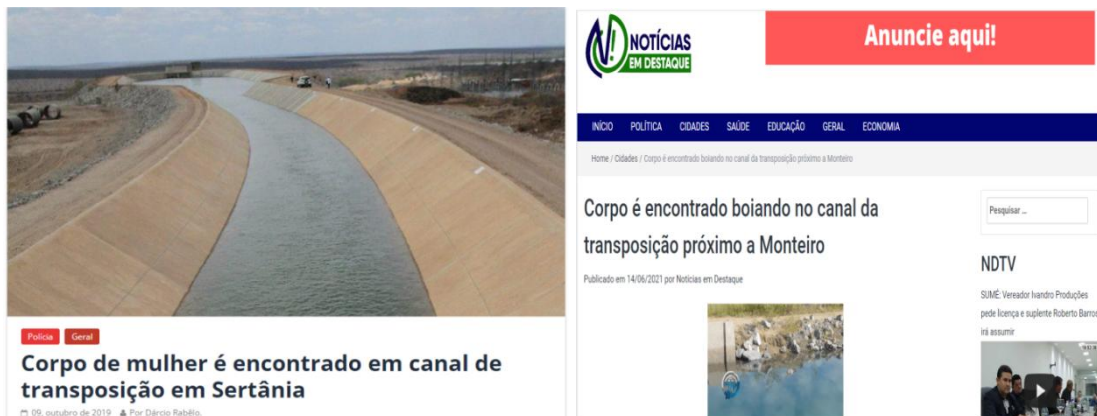 Polícia Geral
Corpo de mulher é encontrado em canal de
transposição em Sertânia
09, outubro de 2019 Por Dárcio Rabêlo.
NOTÍCIAS
EM DESTAQUE
Anuncie aqui!
INÍCIO POLÍTICA CIDADES SAÚDE EDUCAÇÃO GERAL ECONOMIA
Home / Cidades / Corpo é encontrado boiando no canal da transposição próximo a Monteiro
Corpo é encontrado boiando no canal da
transposição próximo a Monteiro
Publicado em 14/06/2021 por Notícias em Destaque
Pesquisar ...
NDTV
SUMÉ: Vereador Ivandro Produções
pede licença e suplente Roberto Barros
irá assumir